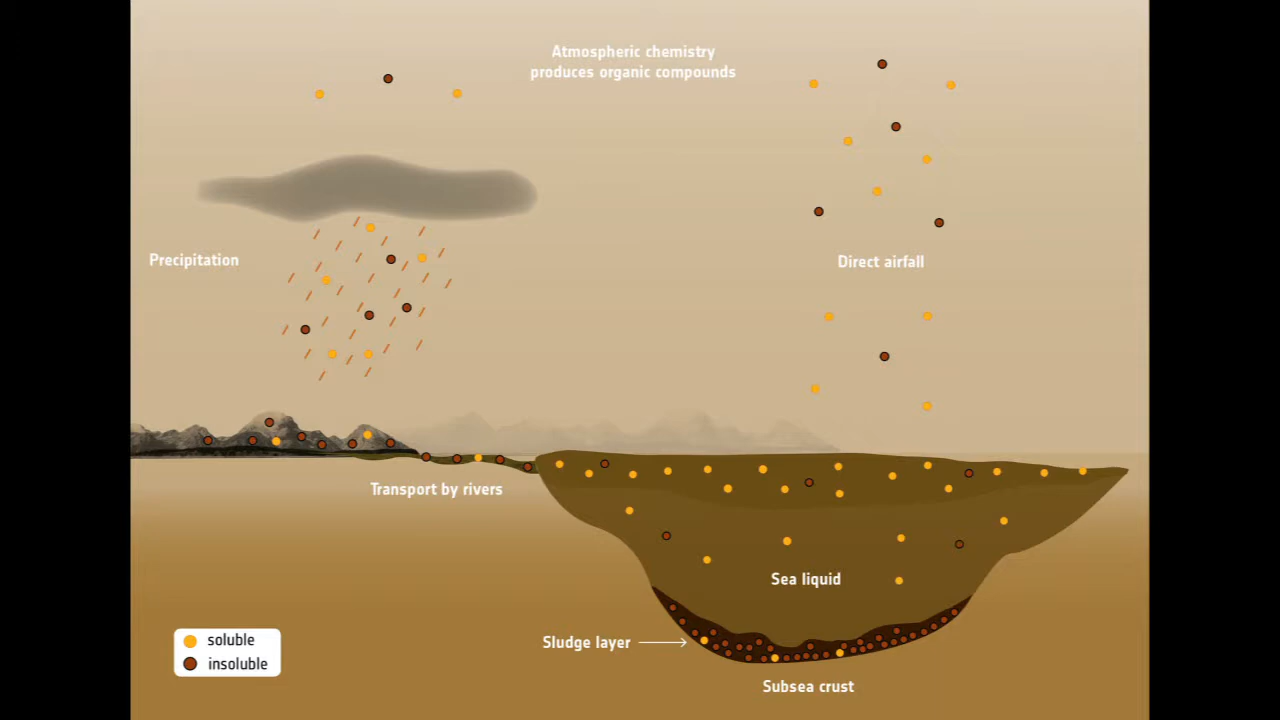 Atmospheric chemistry
produces organic compounds
Precipitation
Direct airfall
Transport by rivers
Sea liquid
Sludge layer
Subsea crust
soluble
insoluble